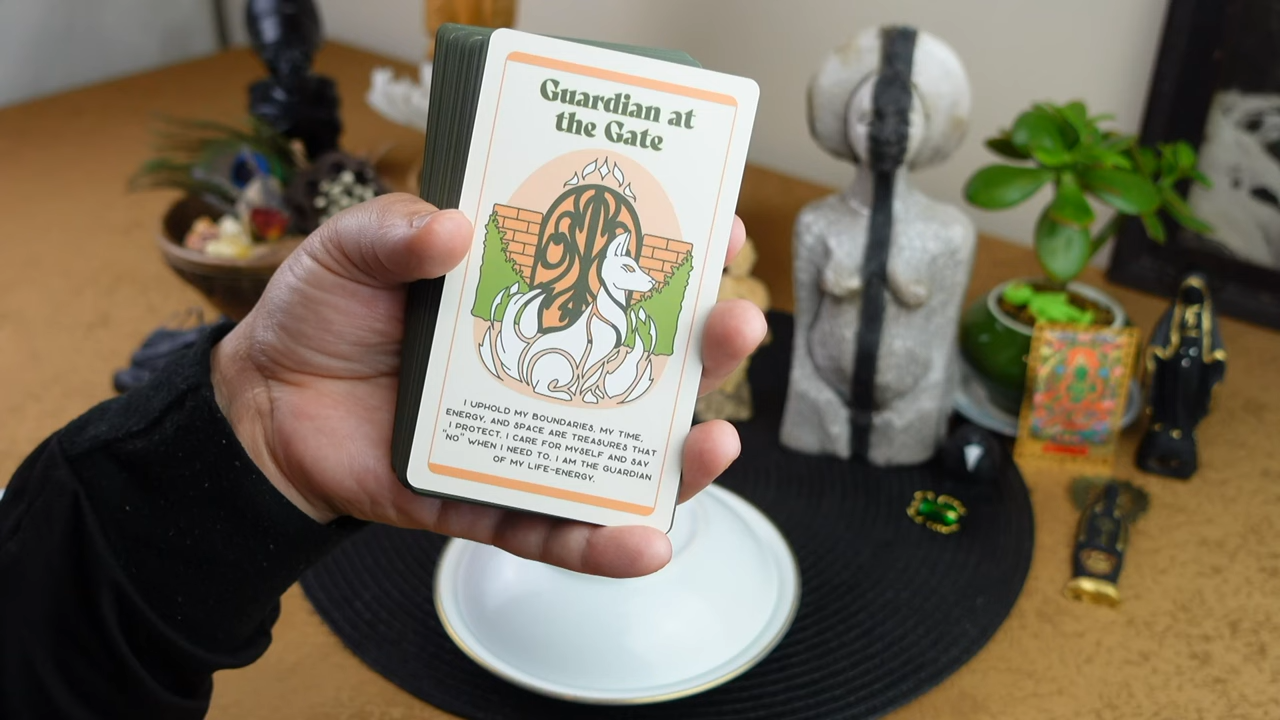 Guardian at
the Gate
I UPHOLD MY BOUNDARIES. MY TIME,
ENERGY, AND SPACE ARE TREASURES THAT
I PROTECT. I CARE FOR MYSELF AND SAY
"NO" WHEN I NEED TO. I AM THE GUARDIAN
OF MY LIFE-ENERGY.